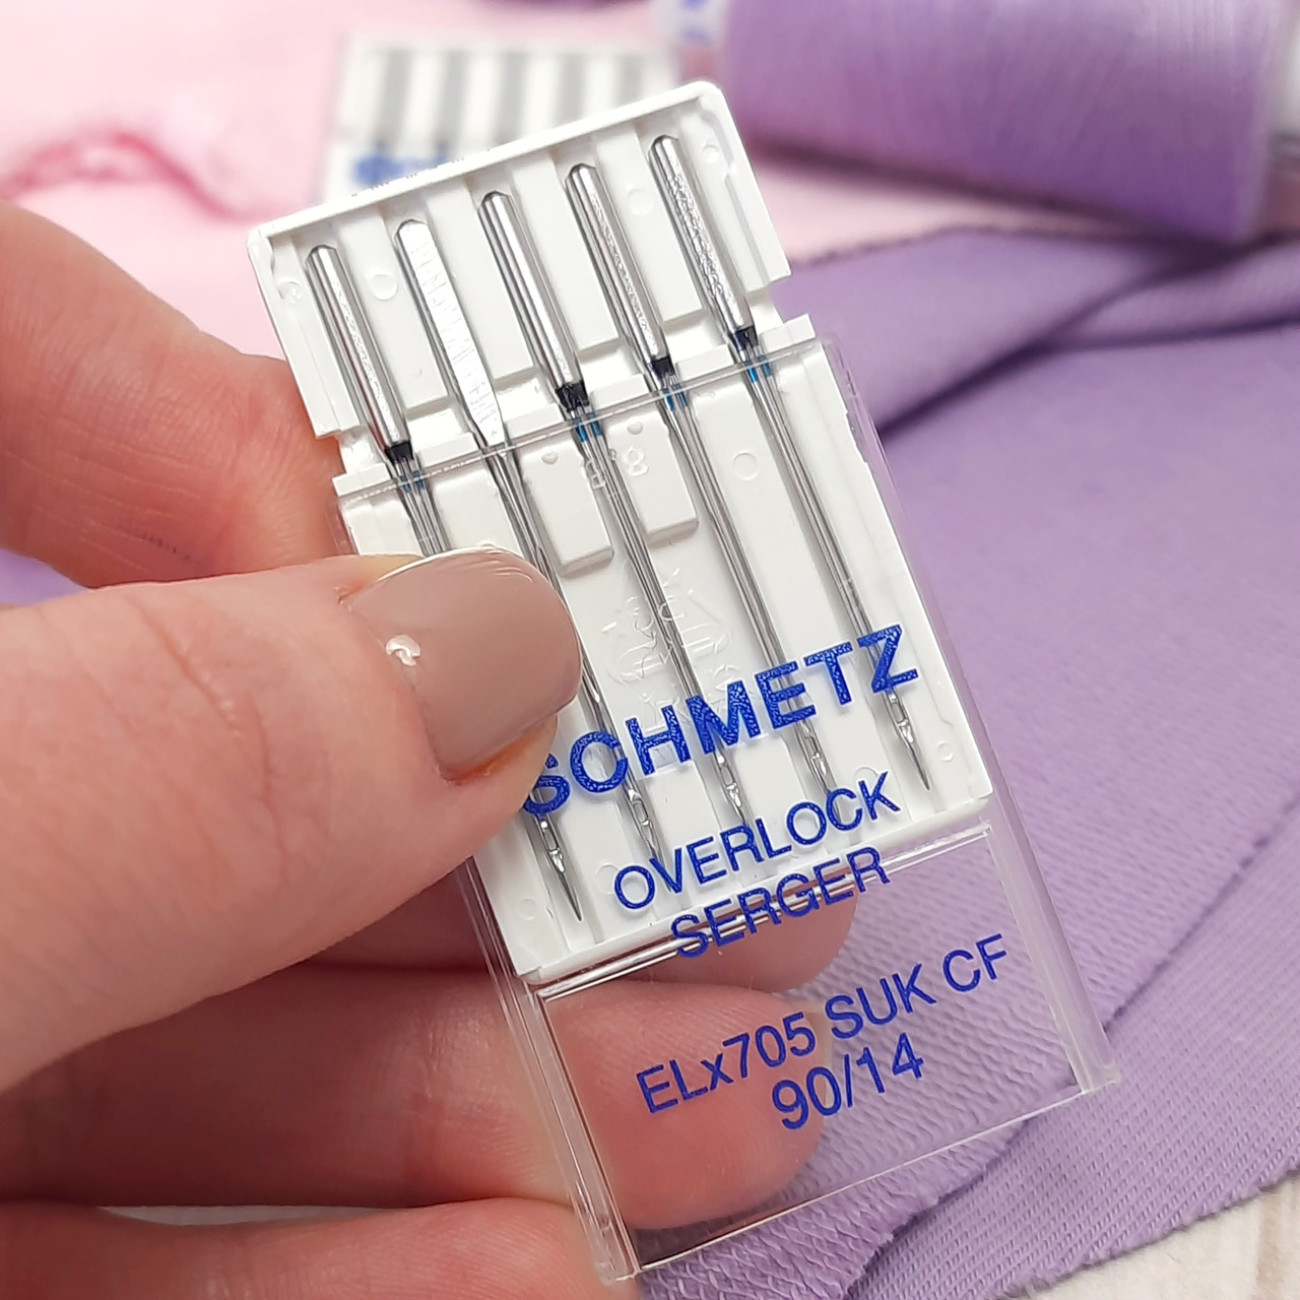 SCHMETZ
OVERLOCK
SERGER
ELx705 SUK CF
90/14